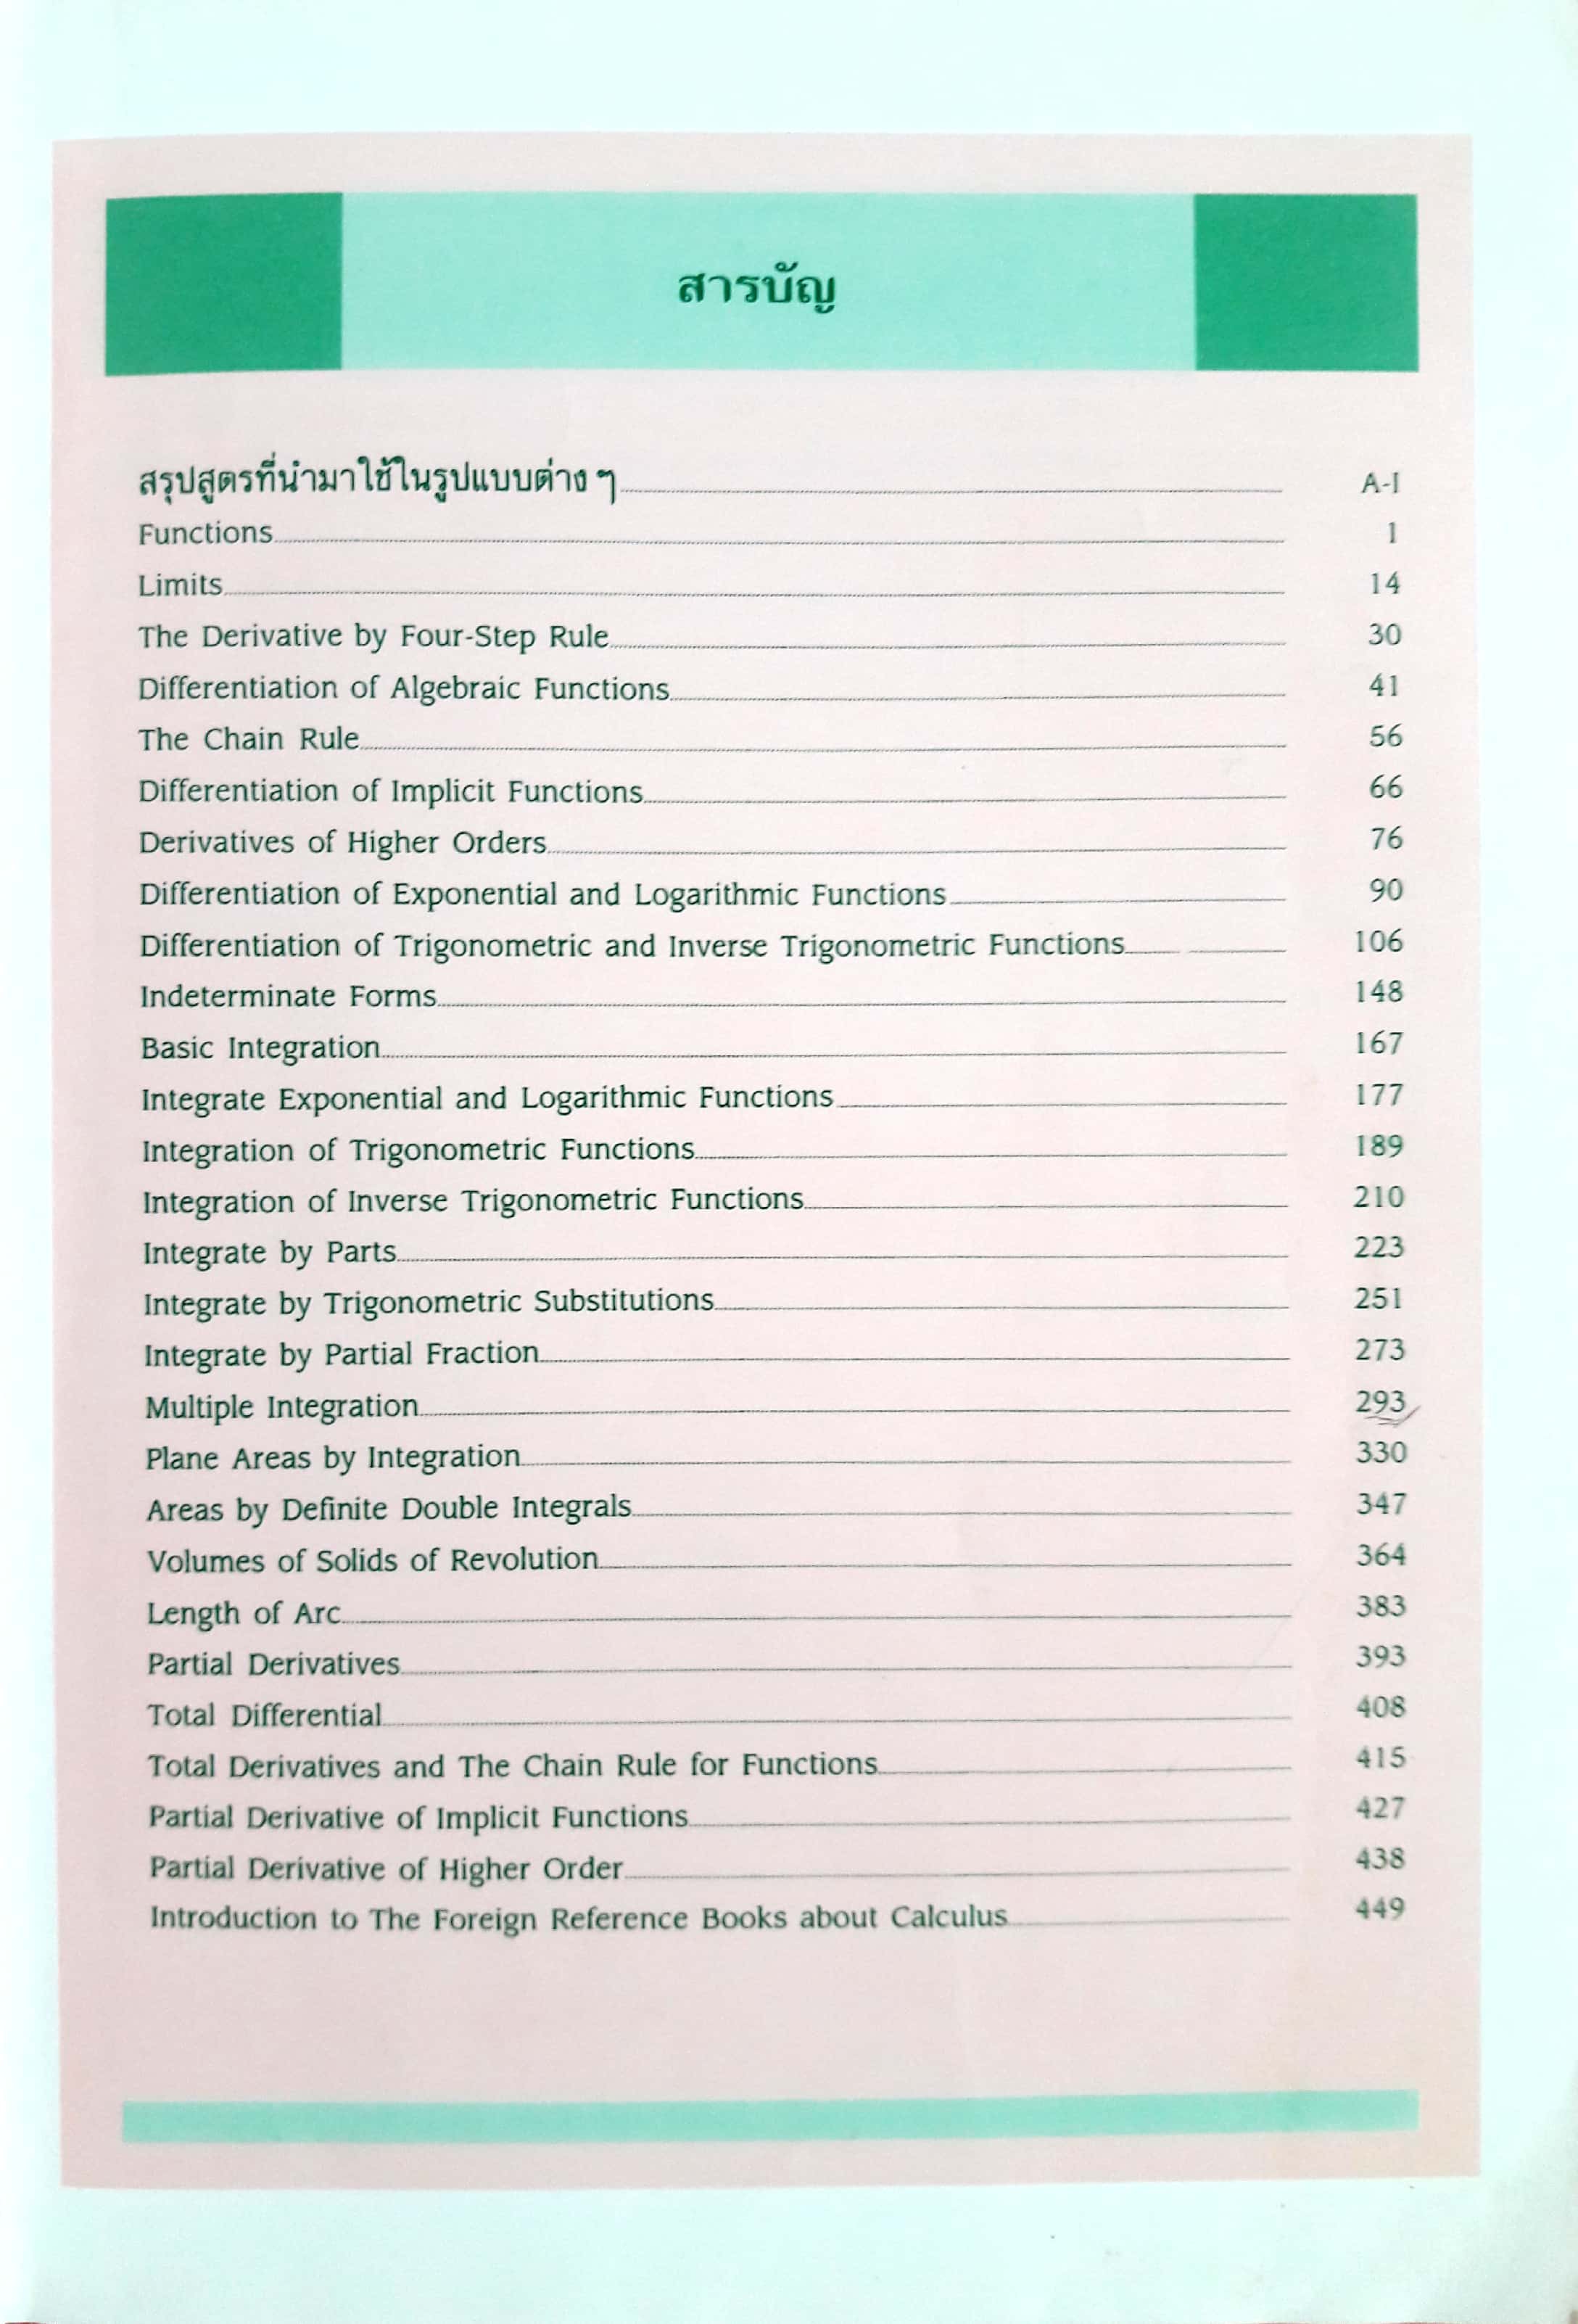 สารบัญ
สรุปสูตรที่นำมาใช้ในรูปแบบต่าง ๆ A-I
Functions 1
Limits 14
The Derivative by Four-Step Rule 30
Differentiation of Algebraic Functions 41
The Chain Rule 56
Differentiation of Implicit Functions 66
Derivatives of Higher Orders 76
Differentiation of Exponential and Logarithmic Functions 90
Differentiation of Trigonometric and Inverse Trigonometric Functions 106
Indeterminate Forms 148
Basic Integration 167
Integrate Exponential and Logarithmic Functions 177
Integration of Trigonometric Functions 189
Integration of Inverse Trigonometric Functions 210
Integrate by Parts 223
Integrate by Trigonometric Substitutions 251
Integrate by Partial Fraction 273
Multiple Integration 293
Plane Areas by Integration 330
Areas by Definite Double Integrals 347
Volumes of Solids of Revolution 364
Length of Arc 383
Partial Derivatives 393
Total Differential 408
Total Derivatives and The Chain Rule for Functions 415
Partial Derivative of Implicit Functions 427
Partial Derivative of Higher Order 438
Introduction to The Foreign Reference Books about Calculus 449